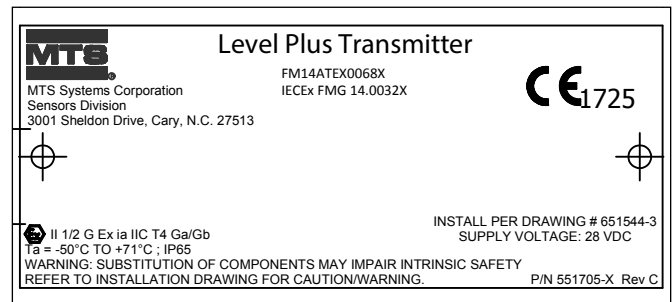 MTS
Level Plus Transmitter
FM14ATEX0068X
IECEx FMG 14.0032X
CE 1725
MTS Systems Corporation
Sensors Division
3001 Sheldon Drive, Cary, N.C. 27513
INSTALL PER DRAWING # 651544-3
SUPPLY VOLTAGE: 28 VDC
Ex II 1/2 G Ex ia IIC T4 Ga/Gb
Ta = -50°C TO +71°C ; IP65
WARNING: SUBSTITUTION OF COMPONENTS MAY IMPAIR INTRINSIC SAFETY
REFER TO INSTALLATION DRAWING FOR CAUTION/WARNING.
P/N 551705-X Rev C